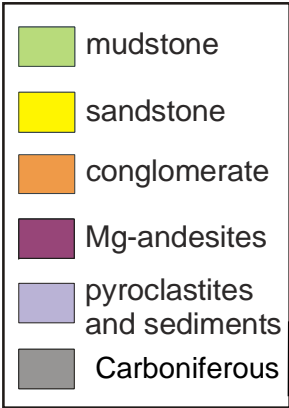 mudstone
sandstone
conglomerate
Mg-andesites
pyroclastites
and sediments
Carboniferous